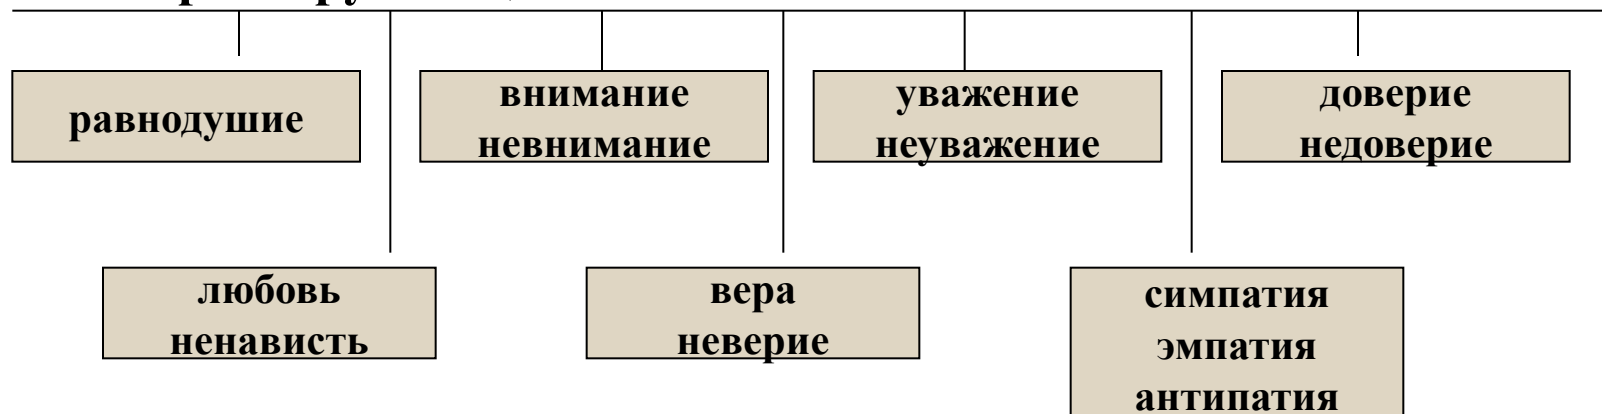 равнодушие
внимание
невнимание
уважение
неуважение
доверие
недоверие
любовь
ненависть
вера
неверие
симпатия
эмпатия
антипатия